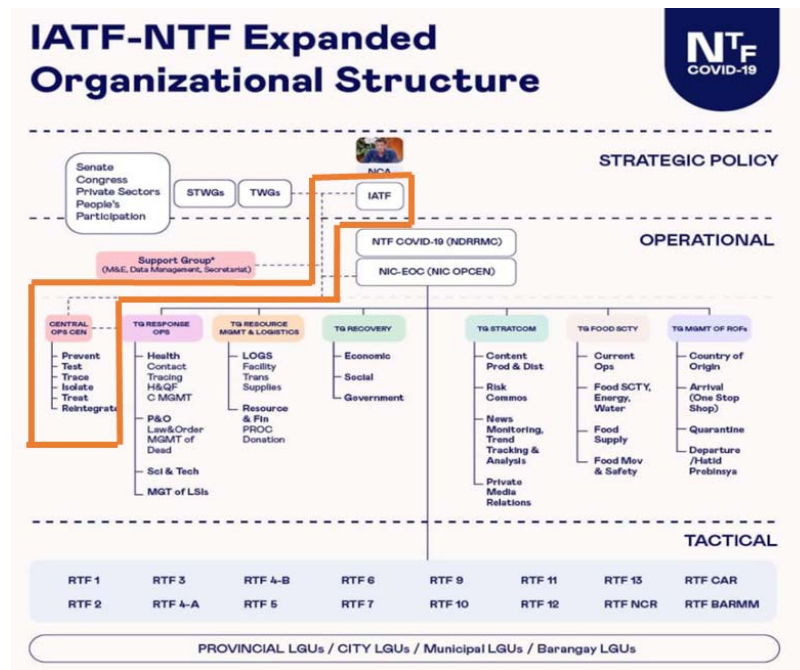 IATF-NTF Expanded
Organizational Structure
NTF
COVID-19
STRATEGIC POLICY
Senate
Congress
Private Sectors
People's
Participation
STWGs
TWGs
NCA
IATF
OPERATIONAL
NTF COVID-19 (NDRRMC)
NIC-EOC (NIC OPCEN)
Support Group*
(M&E, Data Management, Secretariat)
CENTRAL
OPS CEN
Prevent
Test
Trace
Isolate
Treat
Reintegrate
TG RESPONSE
OPS
Health
Contact
Tracing
H&QF
C MGMT
P&O
Law&Order
MGMT of
Dead
Sci & Tech
MGT of LSIs
TG RESOURCE
MGMT & LOGISTICS
LOGS
Facility
Trans
Supplies
Resource
& Fin
PROC
Donation
TG RECOVERY
Economic
Social
Government
TG STRATCOM
Content
Prod & Dist
Risk
Commos
News
Monitoring,
Trend
Tracking &
Analysis
Private
Media
Relations
TG FOOD SCTY
Current
Ops
Food SCTY,
Energy,
Water
Food
Supply
Food Mov
& Safety
TG MGMT OF ROFs
Country of
Origin
Arrival
(One Stop
Shop)
Quarantine
Departure
/Hatid
Probinsya
TACTICAL
RTF 1 RTF 3 RTF 4-B RTF 6 RTF 9 RTF 11 RTF 13 RTF CAR
RTF 2 RTF 4-A RTF 5 RTF 7 RTF 10 RTF 12 RTF NCR RTF BARMM
PROVINCIAL LGUs / CITY LGUs / Municipal LGUs / Barangay LGUs